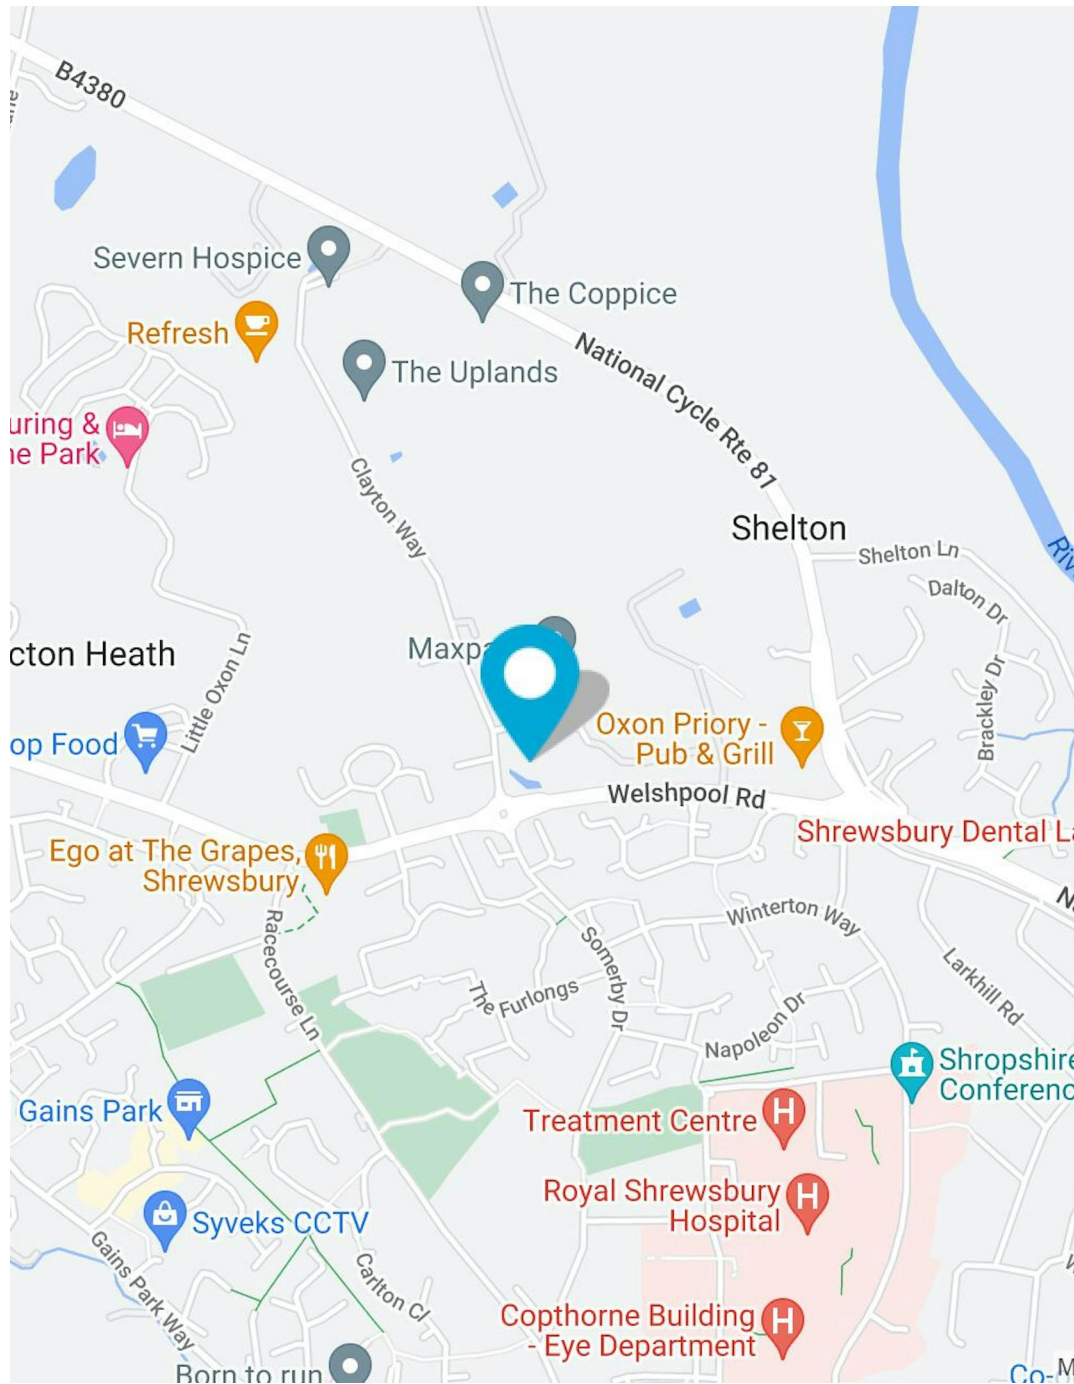 B4380
Severn Hospice
The Coppice
Refresh
National Cycle Rte 81
The Uplands
uring &
ne Park
Clayton Way
Shelton
Shelton Ln
Dalton Dr
Maxpa
cton Heath
Little Oxon Ln
Brackley Dr
op Food
Oxon Priory -
Pub & Grill
Welshpool Rd
Shrewsbury Dental La
Ego at The Grapes,
Shrewsbury
Racecourse Ln
Winterton Way
Somerby Dr
Larkhill Rd
The Furlongs
Napoleon Dr
Shropshire
Conferenc
Gains Park
Treatment Centre
Royal Shrewsbury
Hospital
Syveks CCTV
Gains Park Way
Carlton Cl
Copthorne Building
- Eye Department
Born to run